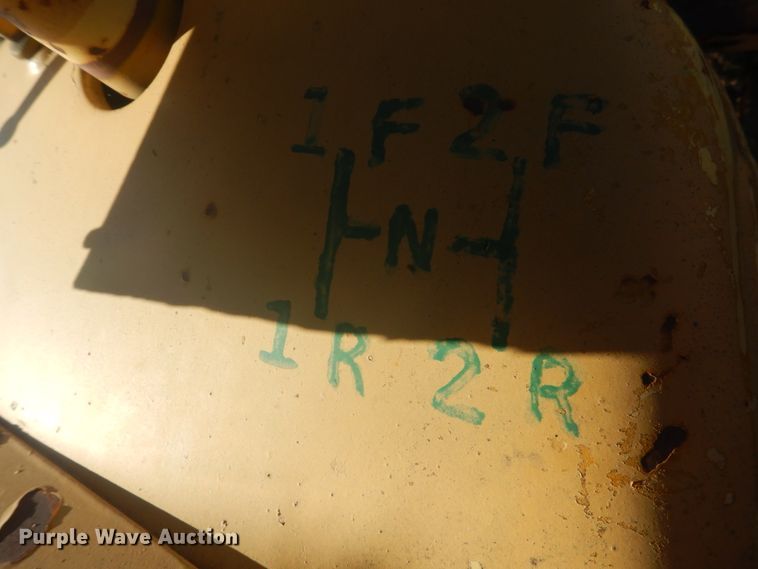 1F 2F
N
1R 2R
Purple Wave Auction